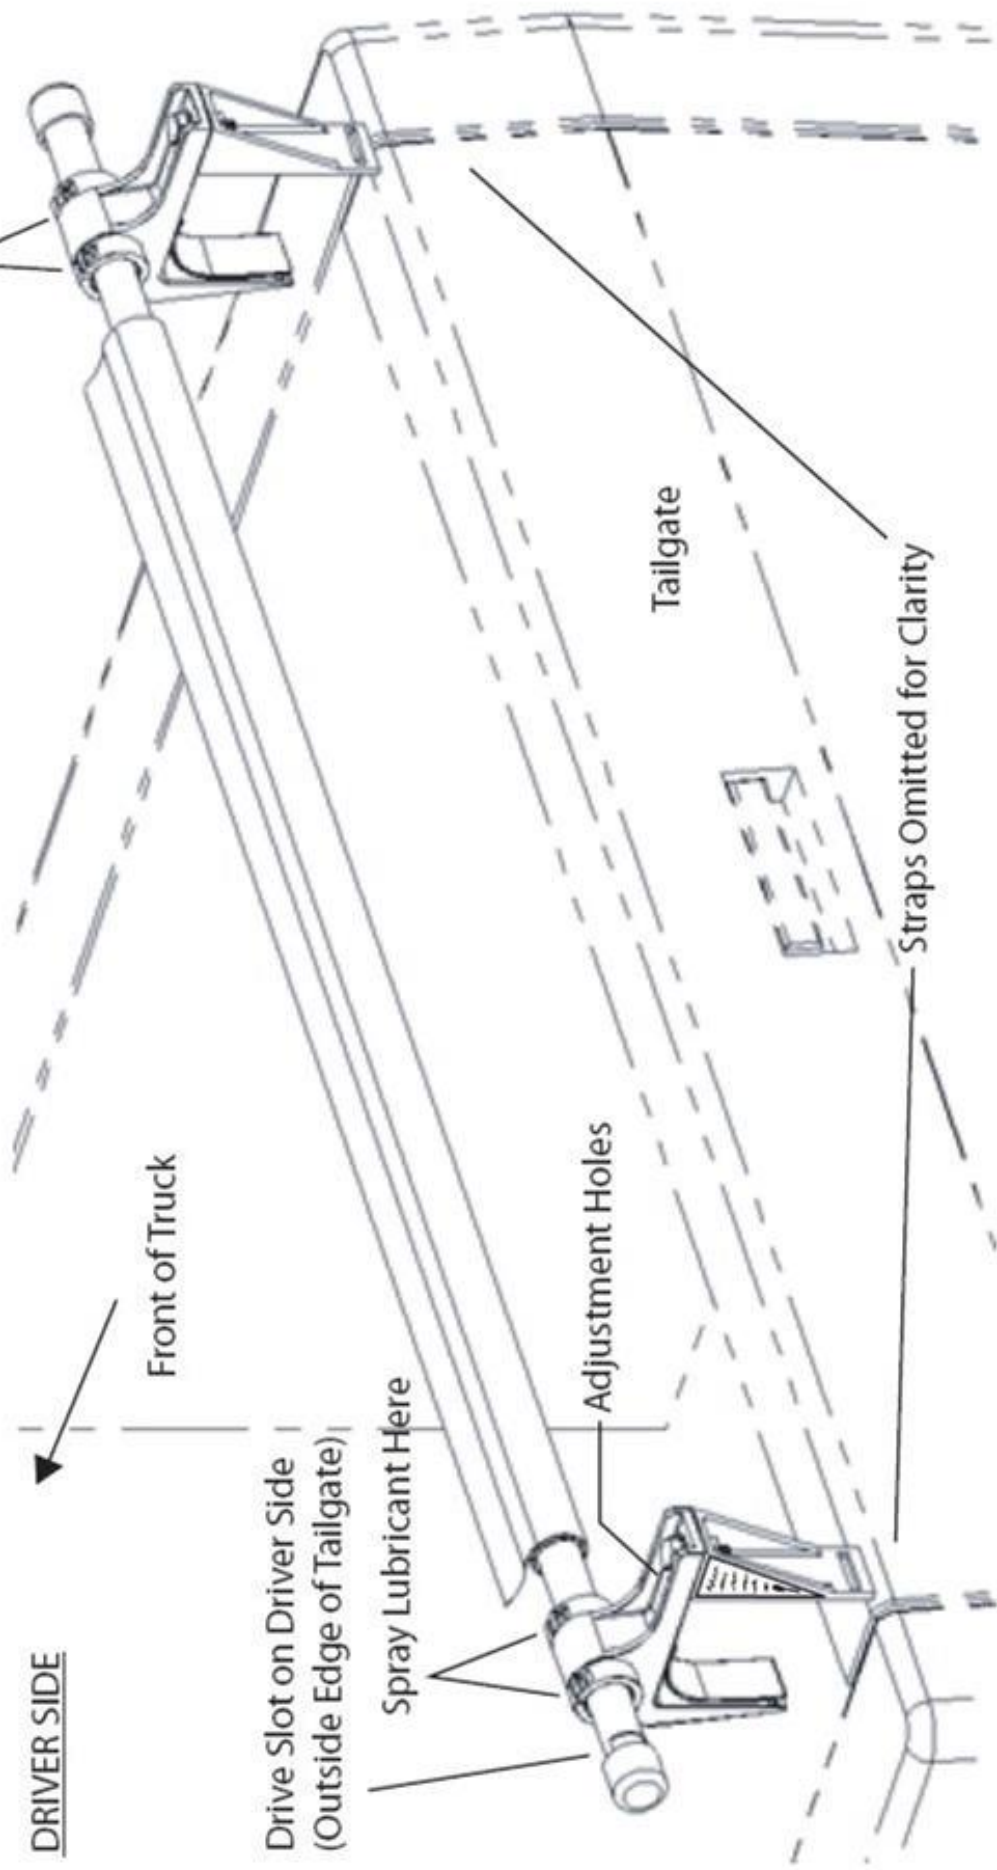 DRIVER SIDE
Front of Truck
Drive Slot on Driver Side
(Outside Edge of Tailgate)
Spray Lubricant Here
Adjustment Holes
Tailgate
Straps Omitted for Clarity